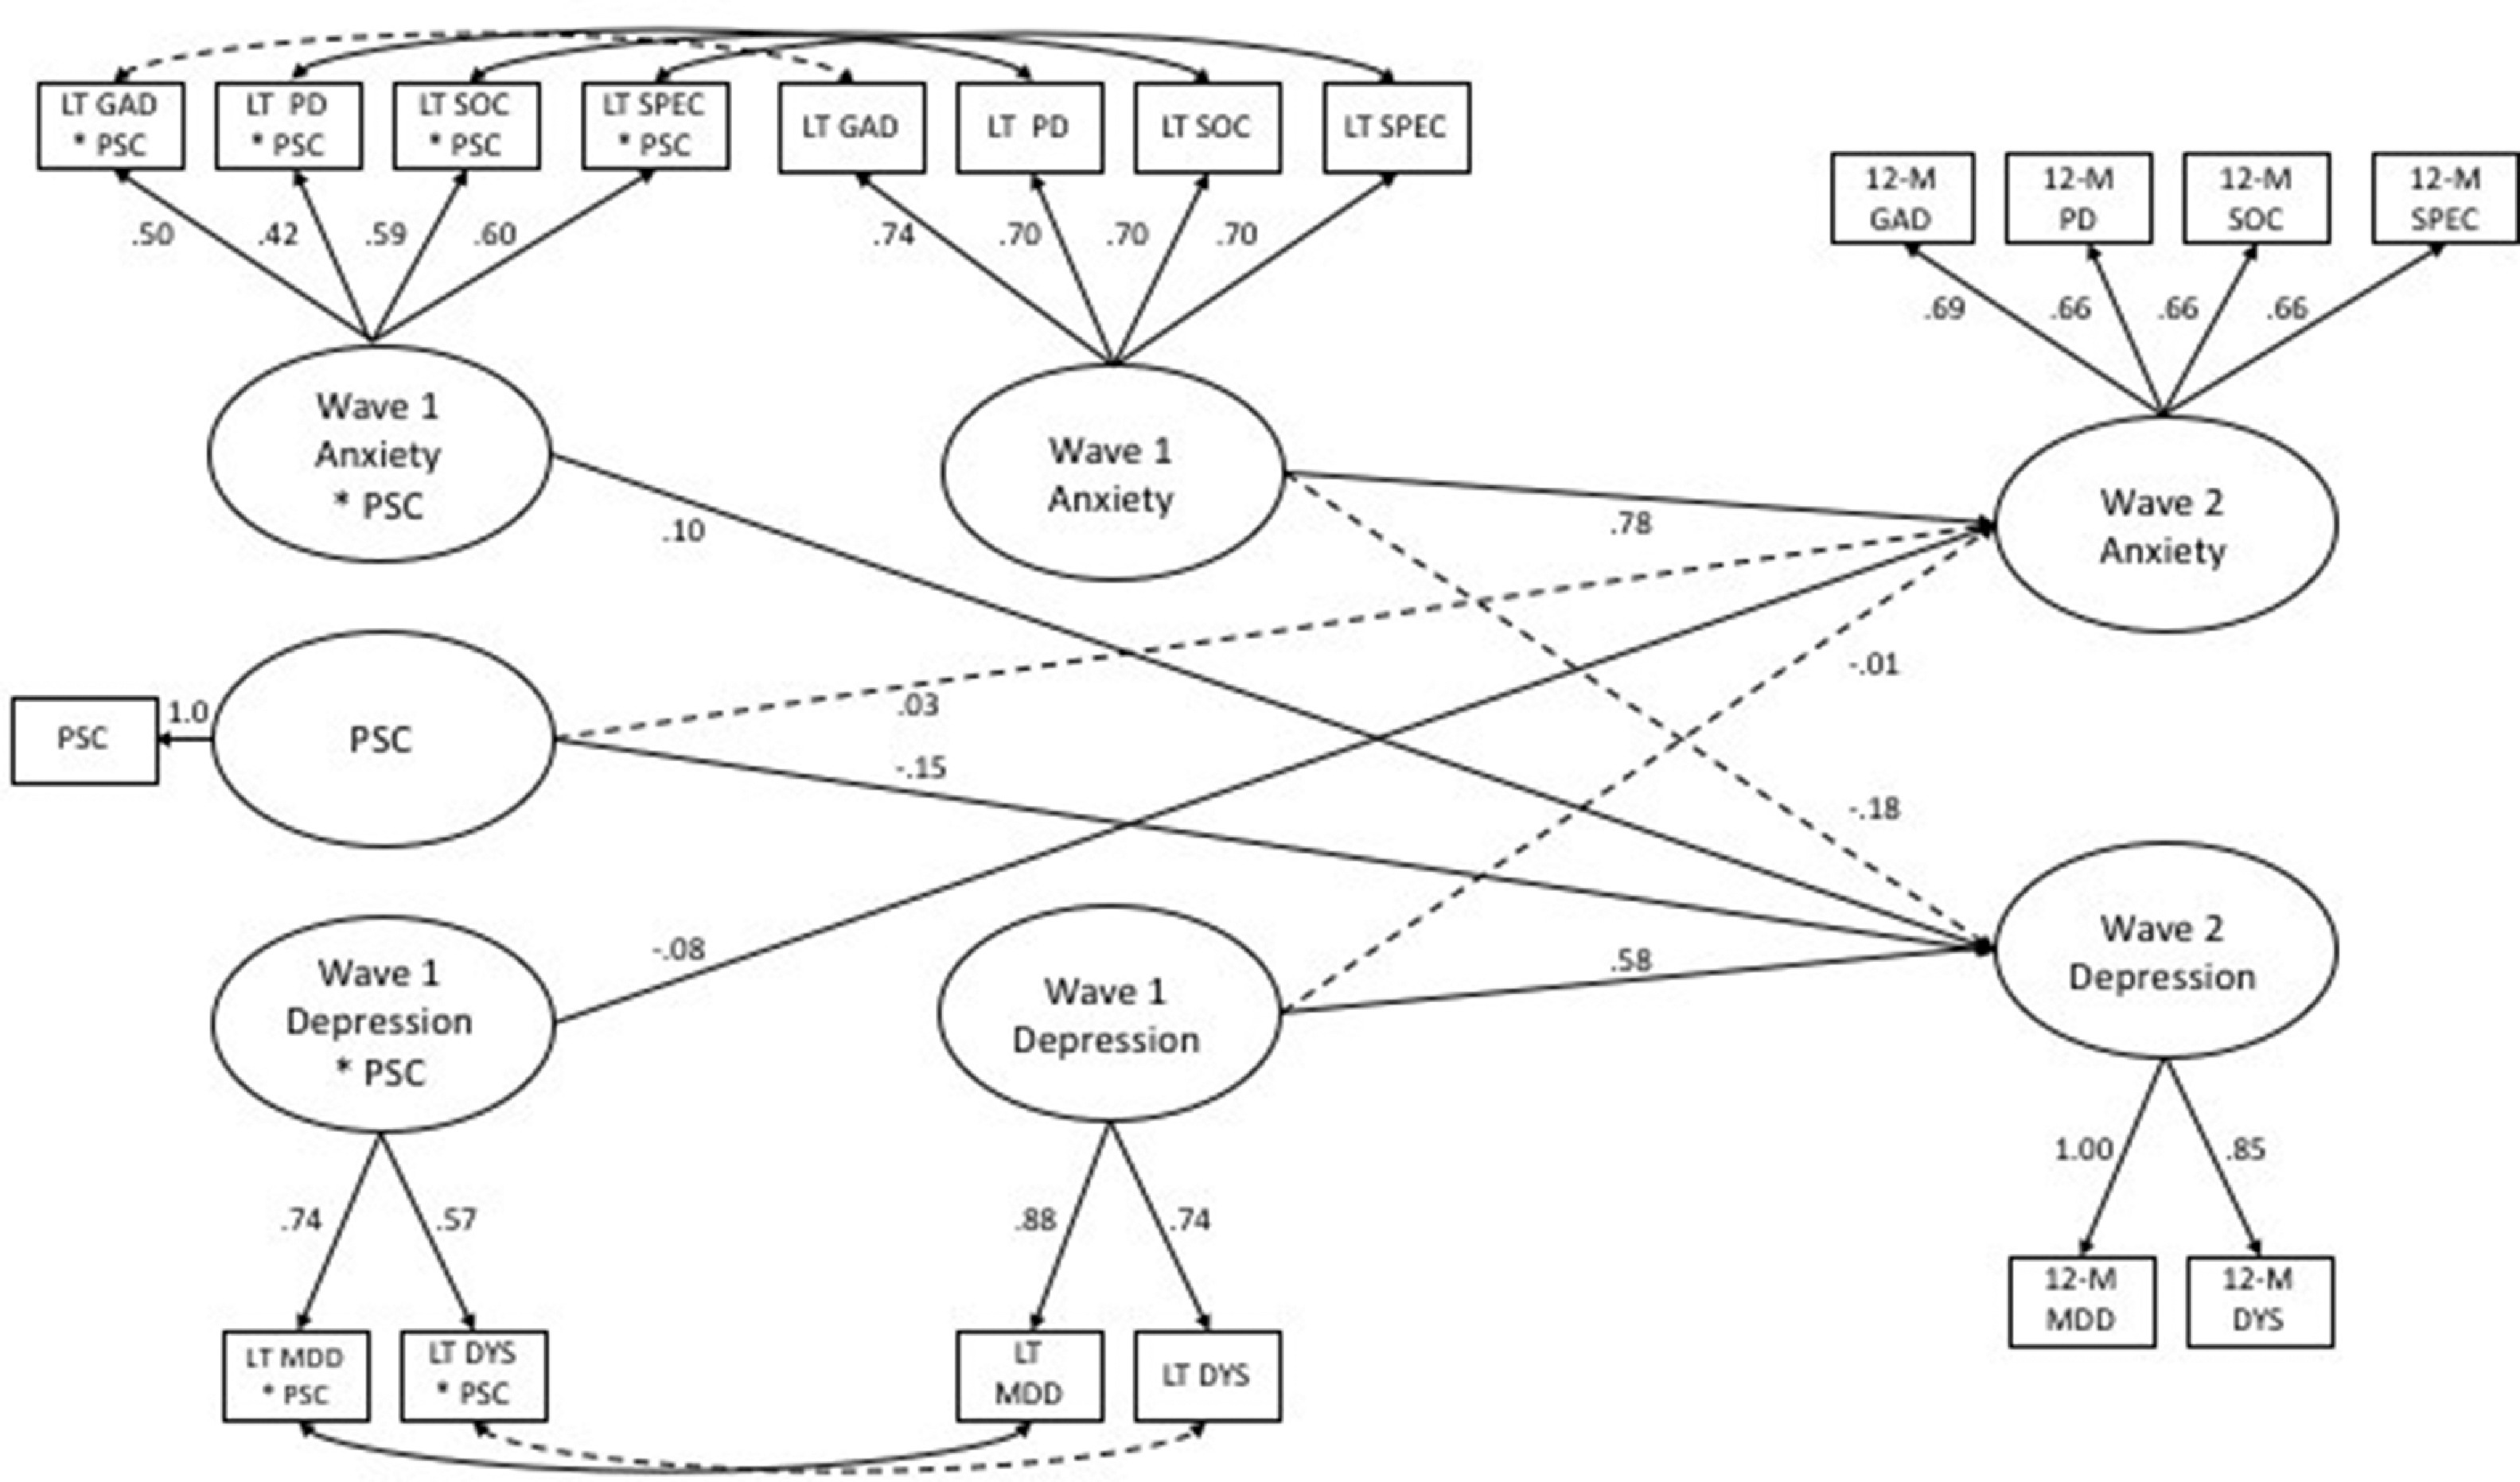 LT GAD
* PSC
LT PD
* PSC
LT SOC
* PSC
LT SPEC
* PSC
LT GAD
LT PD
LT SOC
LT SPEC
12-M
GAD
12-M
PD
12-M
SOC
12-M
SPEC
.50
.42
.59
.60
.74
.70
.70
.70
.69
.66
.66
.66
Wave 1
Anxiety
* PSC
Wave 1
Anxiety
Wave 2
Anxiety
.10
.78
-.01
PSC
1.0
PSC
.03
-.15
-.18
Wave 1
Depression
* PSC
-.08
Wave 1
Depression
.58
Wave 2
Depression
.74
.57
.88
.74
1.00
.85
LT MDD
* PSC
LT DYS
* PSC
LT
MDD
LT DYS
12-M
MDD
12-M
DYS